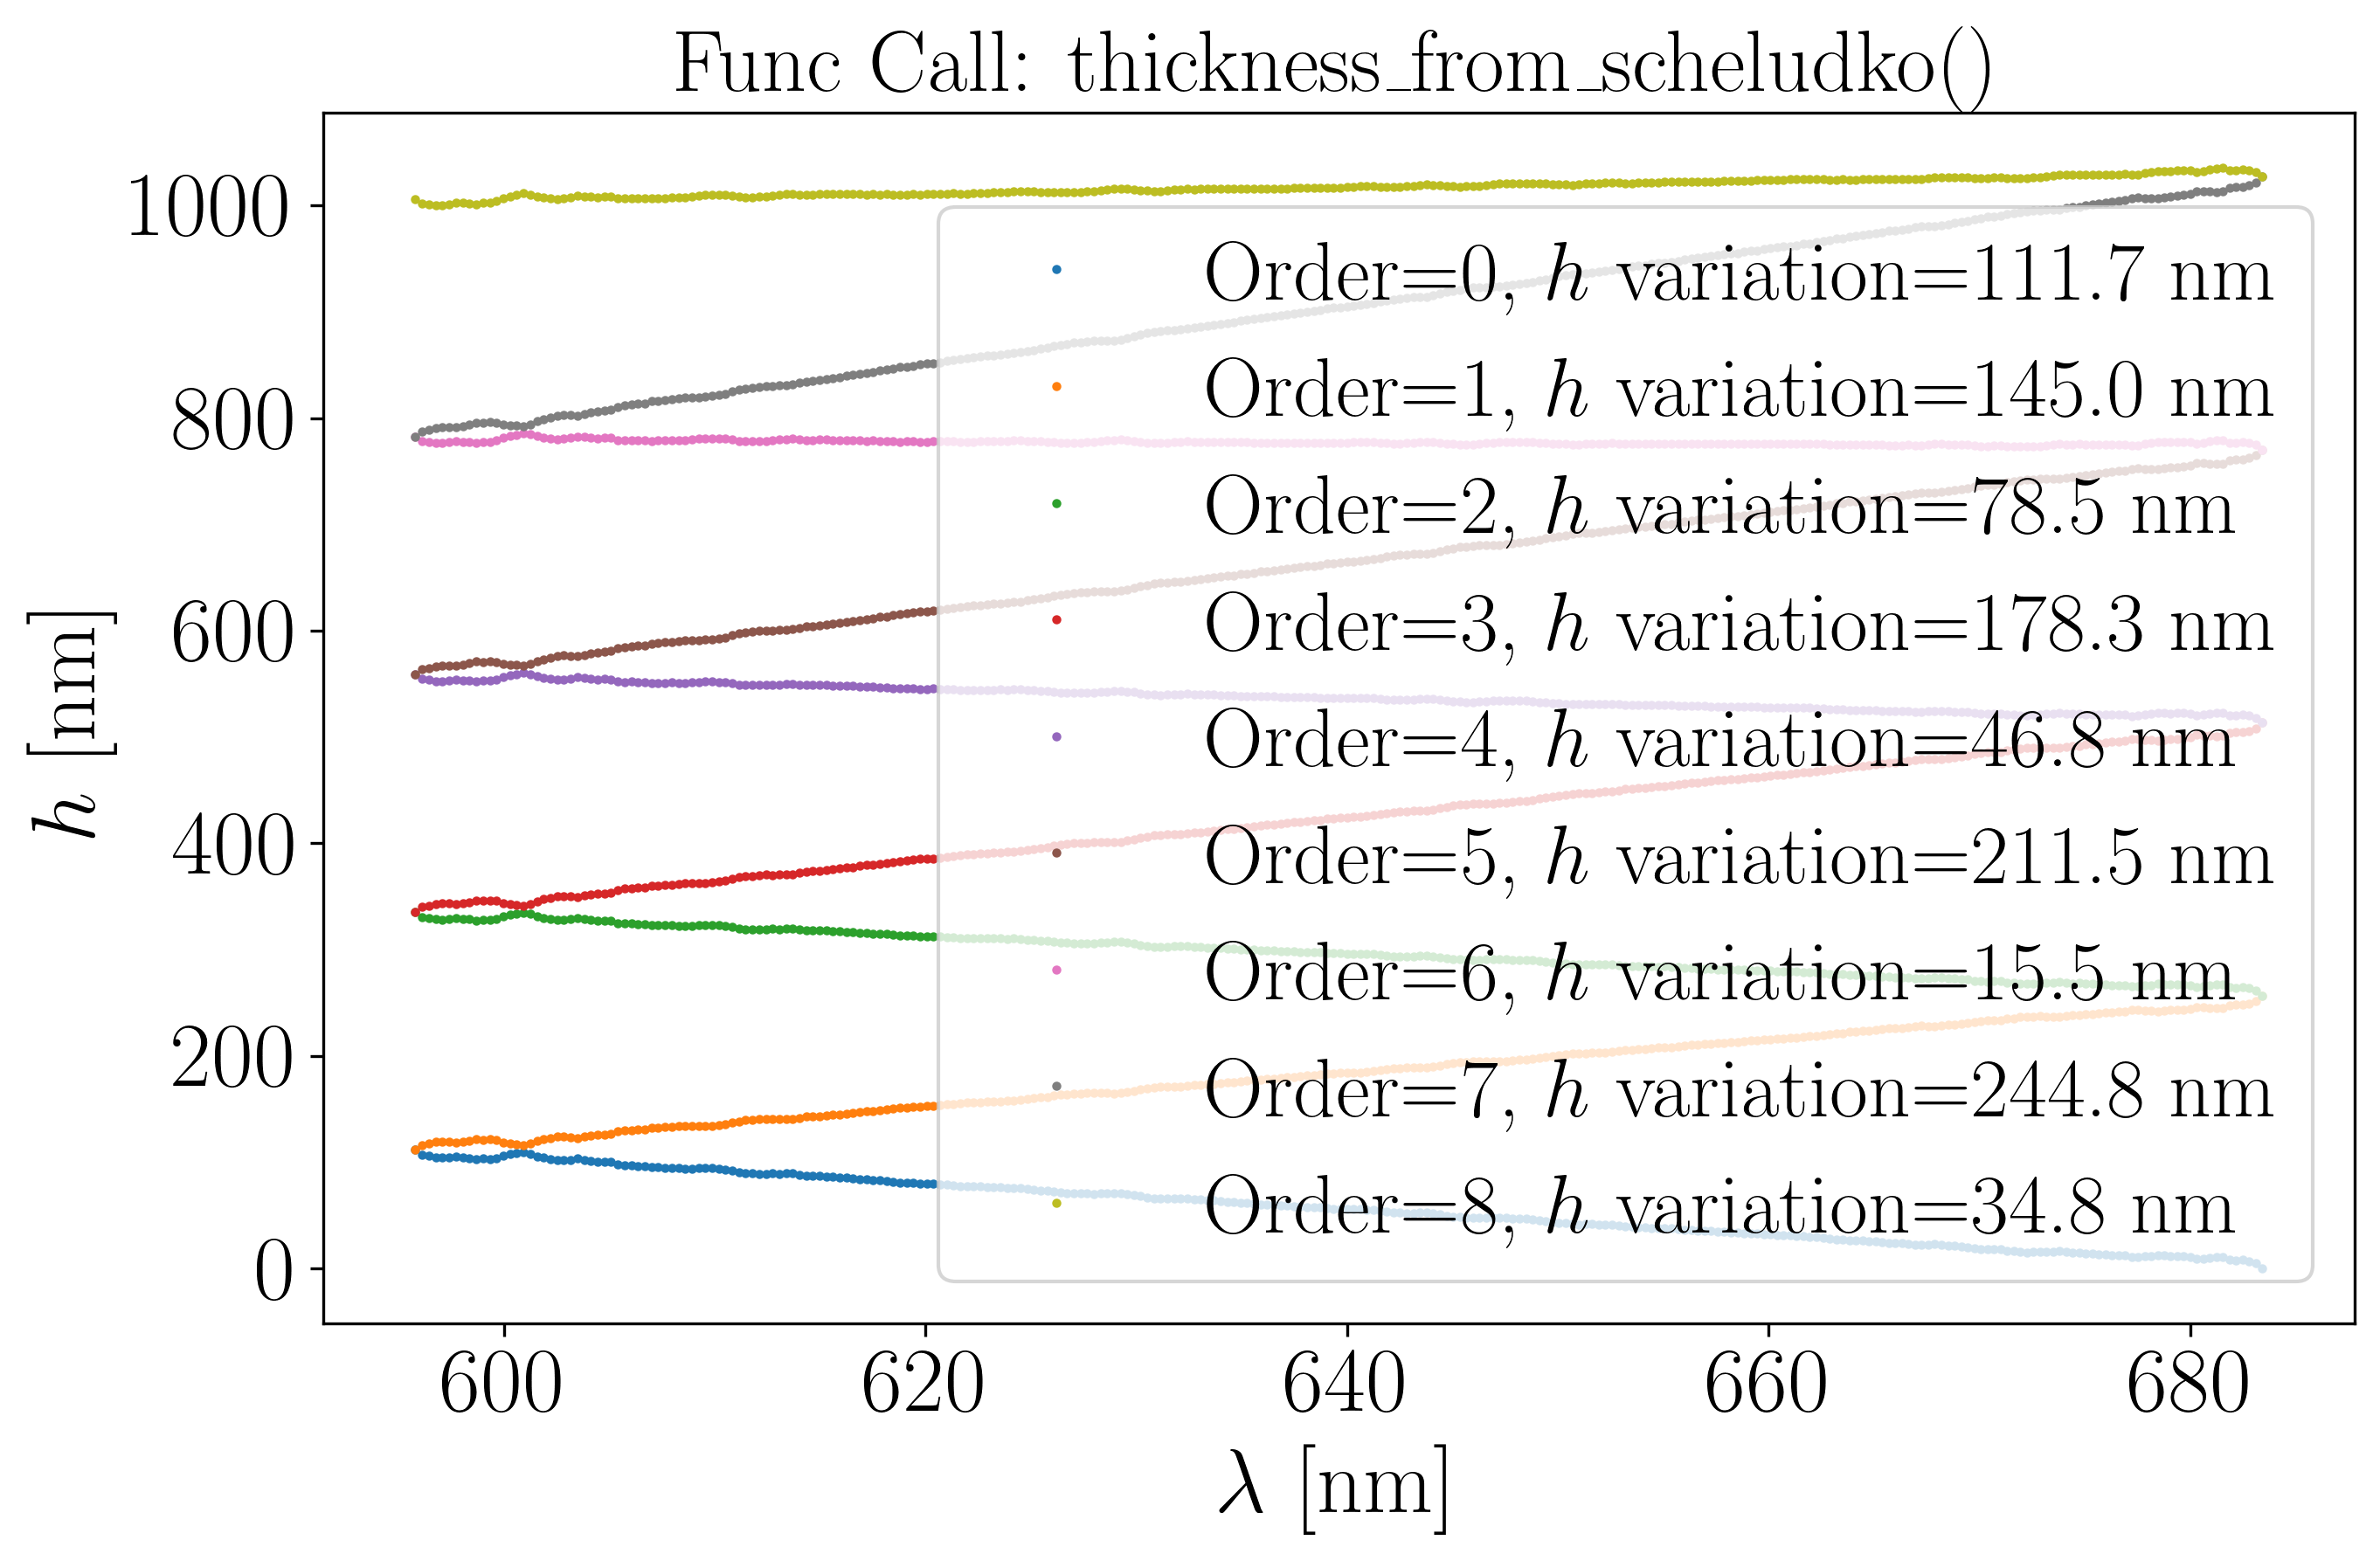 Func Call: thickness_from_scheludko()
1000
800
600
400
200
0
h [nm]
Order=0, h variation=111.7 nm
Order=1, h variation=145.0 nm
Order=2, h variation=78.5 nm
Order=3, h variation=178.3 nm
Order=4, h variation=46.8 nm
Order=5, h variation=211.5 nm
Order=6, h variation=15.5 nm
Order=7, h variation=244.8 nm
Order=8, h variation=34.8 nm
600 620 640 660 680
λ [nm]